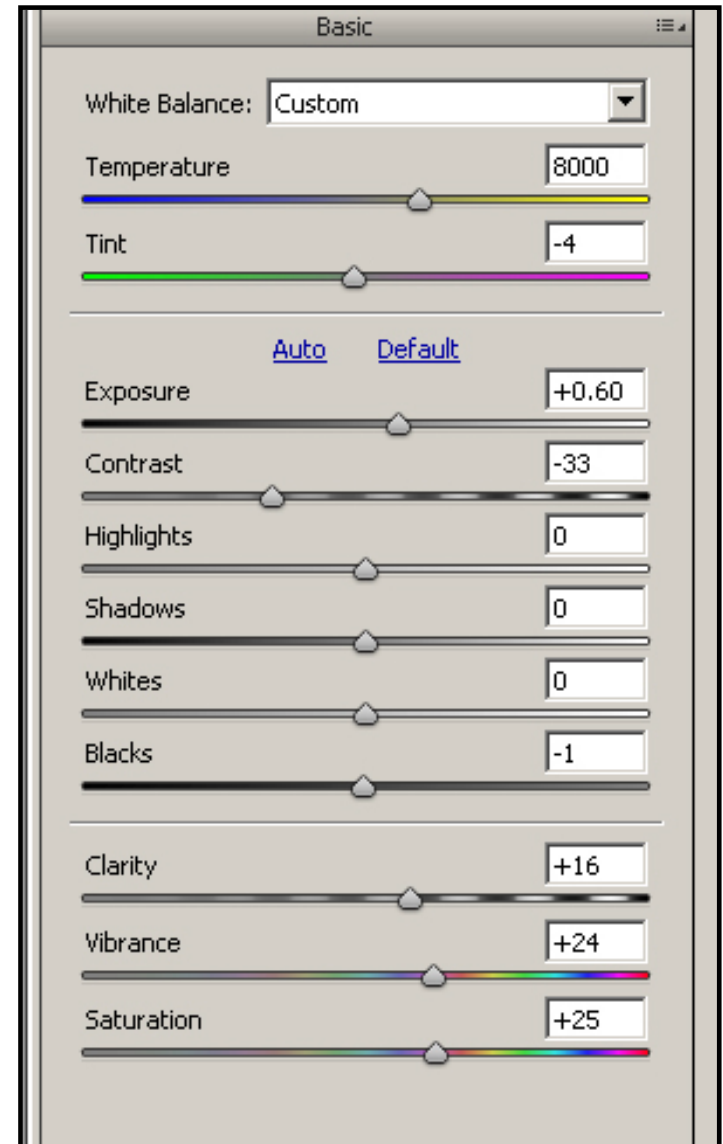 Basic
White Balance: Custom
Temperature 8000
Tint -4
Auto Default
Exposure +0.60
Contrast -33
Highlights 0
Shadows 0
Whites 0
Blacks -1
Clarity +16
Vibrance +24
Saturation +25